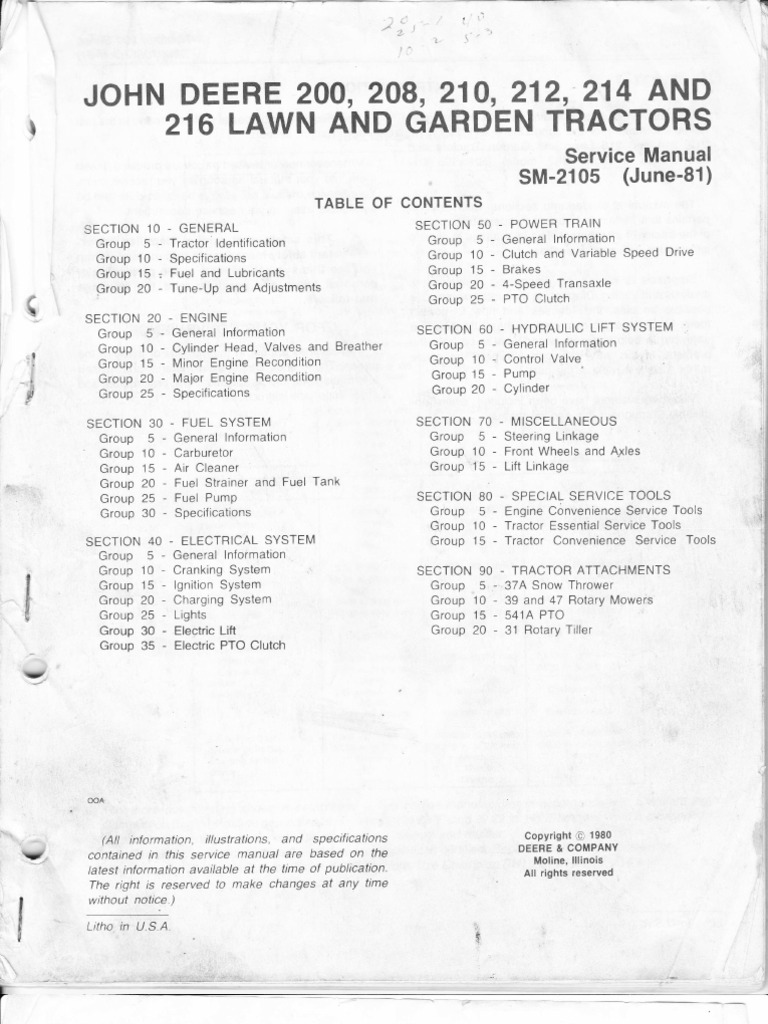 JOHN DEERE 200, 208, 210, 212, 214 AND
216 LAWN AND GARDEN TRACTORS
Service Manual
SM-2105 (June-81)
TABLE OF CONTENTS
SECTION 10 - GENERAL
Group 5 - Tractor Identification
Group 10 - Specifications
Group 15 - Fuel and Lubricants
Group 20 - Tune-Up and Adjustments
SECTION 20 - ENGINE
Group 5 - General Information
Group 10 - Cylinder Head, Valves and Breather
Group 15 - Minor Engine Recondition
Group 20 - Major Engine Recondition
Group 25 - Specifications
SECTION 30 - FUEL SYSTEM
Group 5 - General Information
Group 10 - Carburetor
Group 15 - Air Cleaner
Group 20 - Fuel Strainer and Fuel Tank
Group 25 - Fuel Pump
Group 30 - Specifications
SECTION 40 - ELECTRICAL SYSTEM
Group 5 - General Information
Group 10 - Cranking System
Group 15 - Ignition System
Group 20 - Charging System
Group 25 - Lights
Group 30 - Electric Lift
Group 35 - Electric PTO Clutch
SECTION 50 - POWER TRAIN
Group 5 - General Information
Group 10 - Clutch and Variable Speed Drive
Group 15 - Brakes
Group 20 - 4-Speed Transaxle
Group 25 - PTO Clutch
SECTION 60 - HYDRAULIC LIFT SYSTEM
Group 5 - General Information
Group 10 - Control Valve
Group 15 - Pump
Group 20 - Cylinder
SECTION 70 - MISCELLANEOUS
Group 5 - Steering Linkage
Group 10 - Front Wheels and Axles
Group 15 - Lift Linkage
SECTION 80 - SPECIAL SERVICE TOOLS
Group 5 - Engine Convenience Service Tools
Group 10 - Tractor Essential Service Tools
Group 15 - Tractor Convenience Service Tools
SECTION 90 - TRACTOR ATTACHMENTS
Group 5 - 37A Snow Thrower
Group 10 - 39 and 47 Rotary Mowers
Group 15 - 541A PTO
Group 20 - 31 Rotary Tiller
OOA
(All information, illustrations, and specifications
contained in this service manual are based on the
latest information available at the time of publication.
The right is reserved to make changes at any time
without notice.)
Litho in U.S.A.
Copyright © 1980
DEERE & COMPANY
Moline, Illinois
All rights reserved